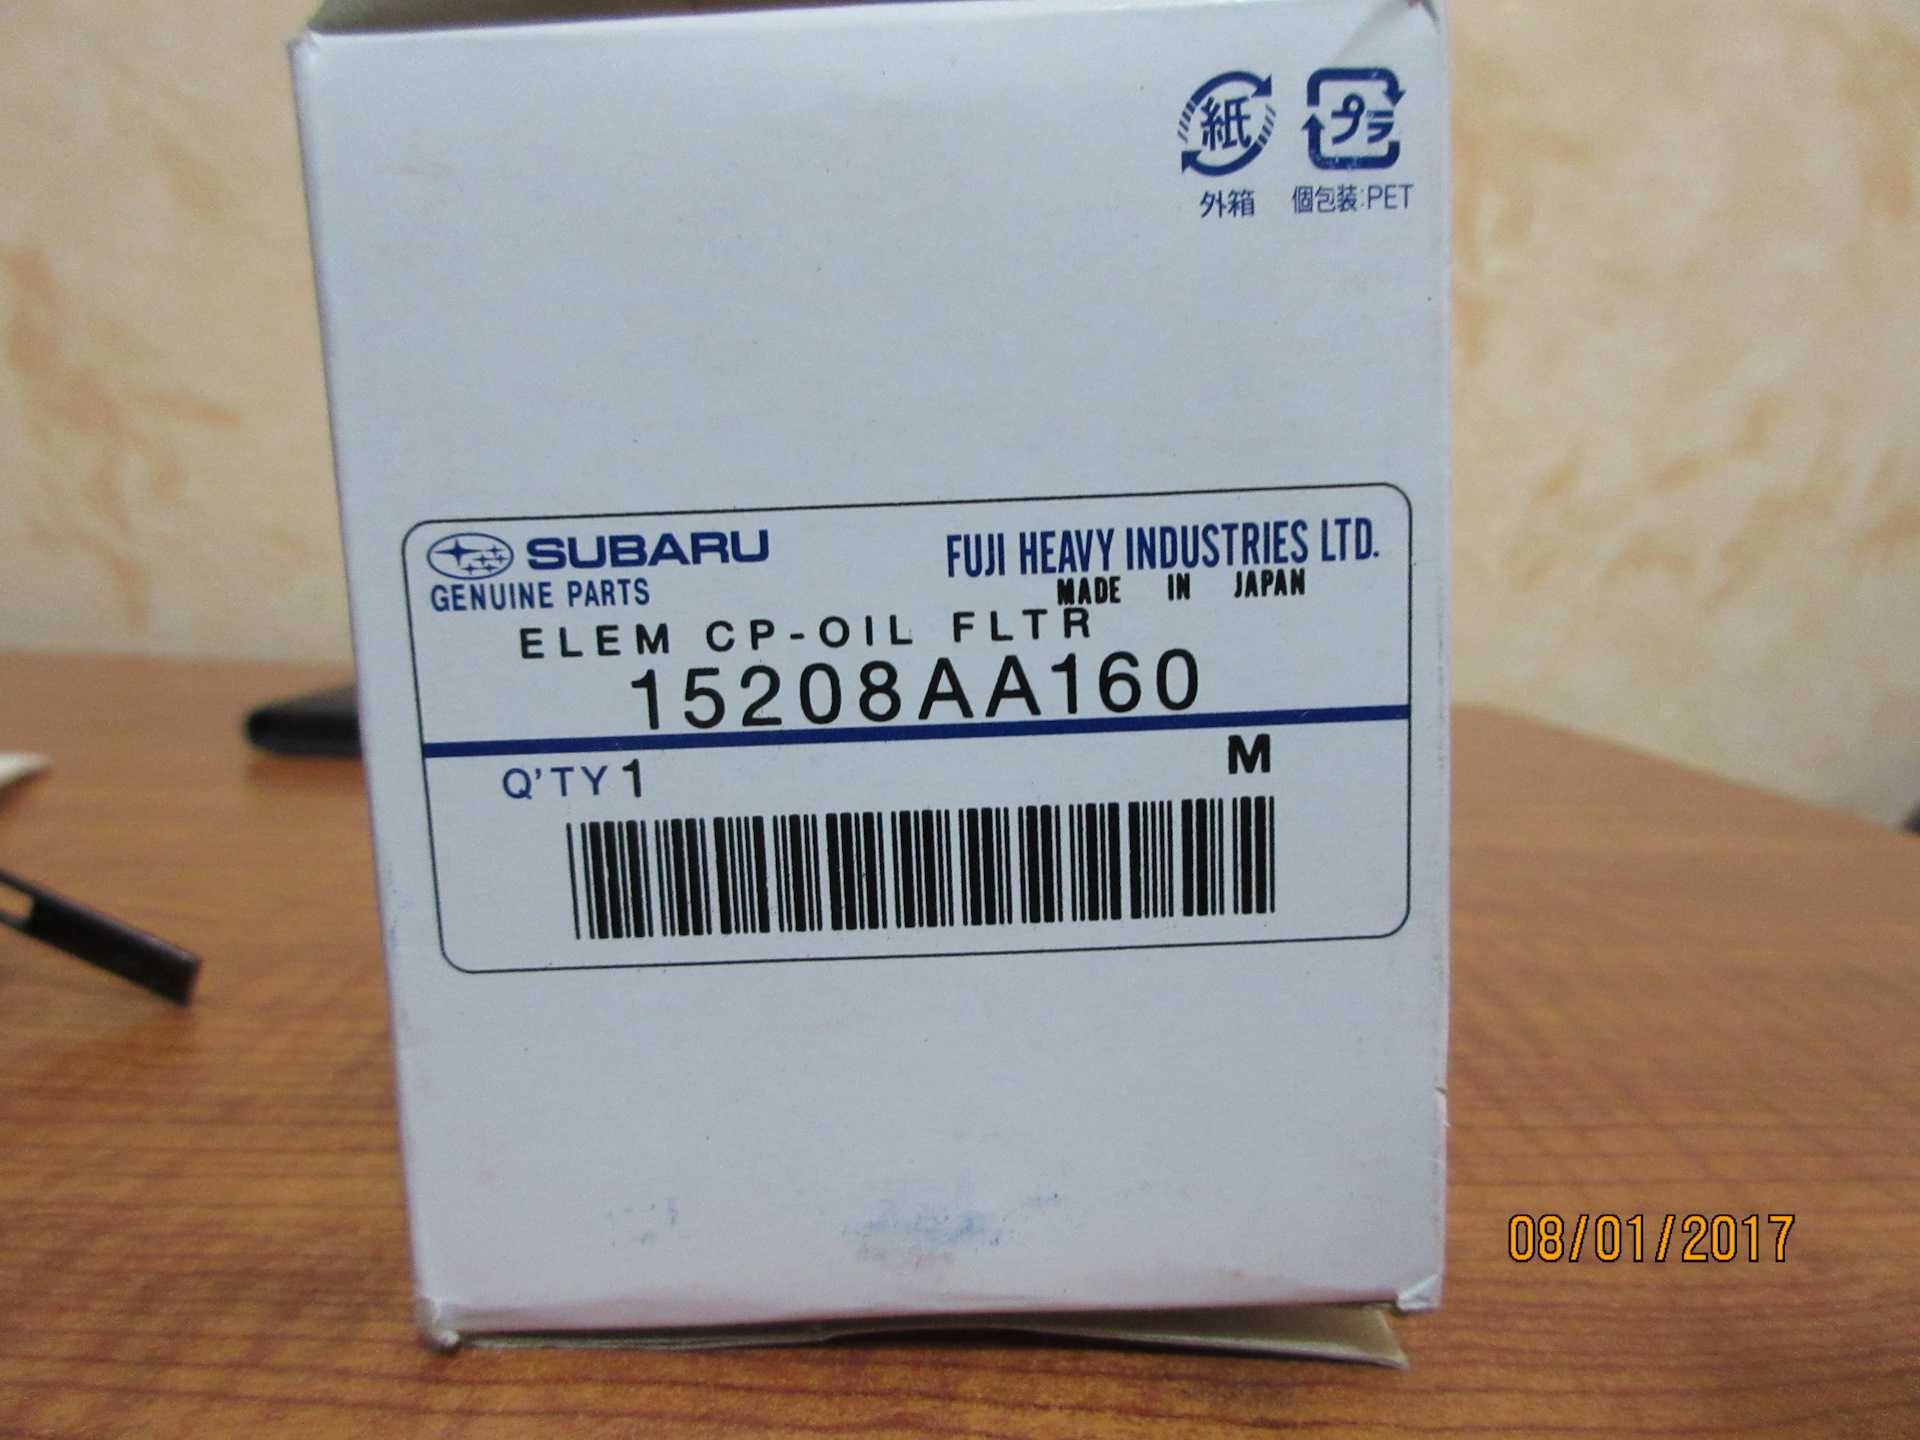 紙 プラ
外箱 個包装:PET
SUBARU FUJI HEAVY INDUSTRIES LTD.
GENUINE PARTS MADE IN JAPAN
ELEM CP-OIL FLTR
15208AA160
Q'TY 1 M
08/01/2017